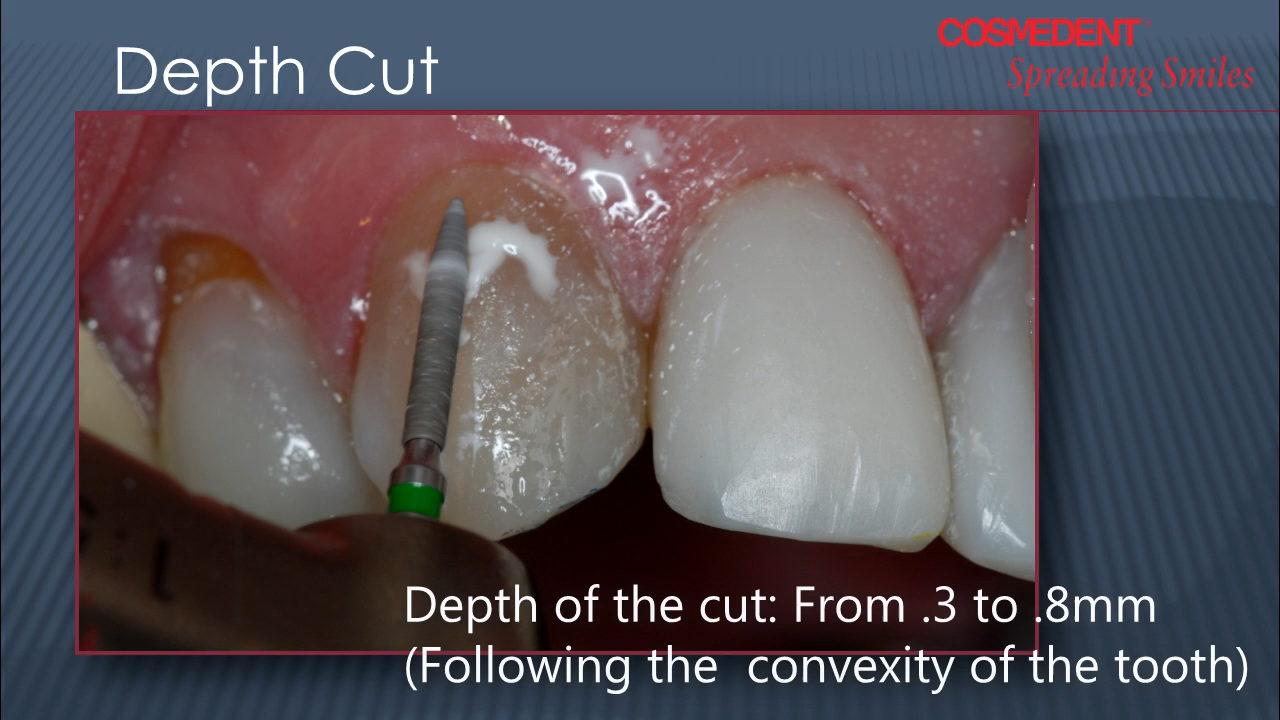 Depth Cut
COSMEDENT
Spreading Smiles
Depth of the cut: From .3 to .8mm
(Following the convexity of the tooth)